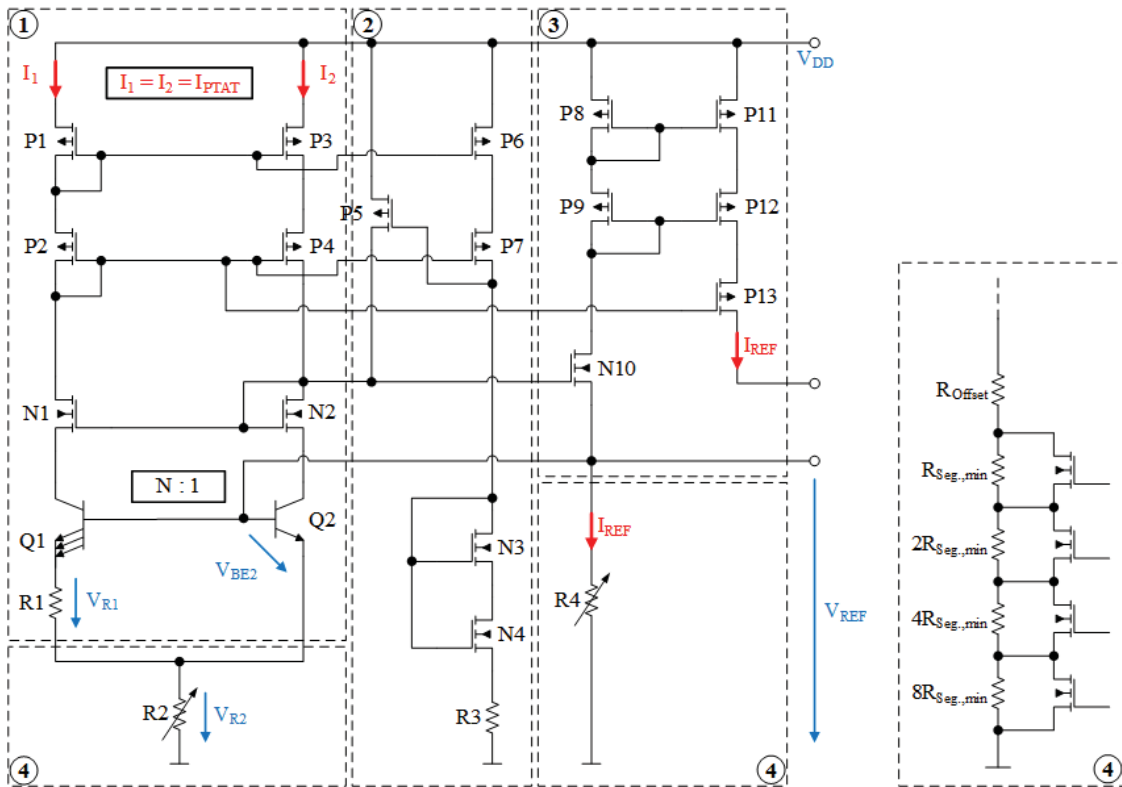 1
2
3
I1
I1 = I2 = IPTAT
I2
VDD
P1
P3
P6
P8
P11
P5
P2
P4
P7
P9
P12
P13
IREF
N10
N1
N2
N : 1
Q1
Q2
VBE2
R1
VR1
N3
N4
IREF
R4
VREF
R2
VR2
R3
4
4
ROffset
RSeg.,min
2RSeg.,min
4RSeg.,min
8RSeg.,min
4